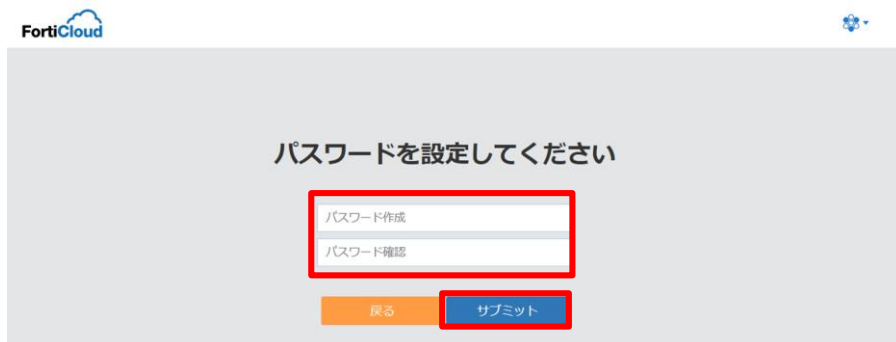 FortiCloud
パスワードを設定してください
パスワード作成
パスワード確認
戻る
サブミット